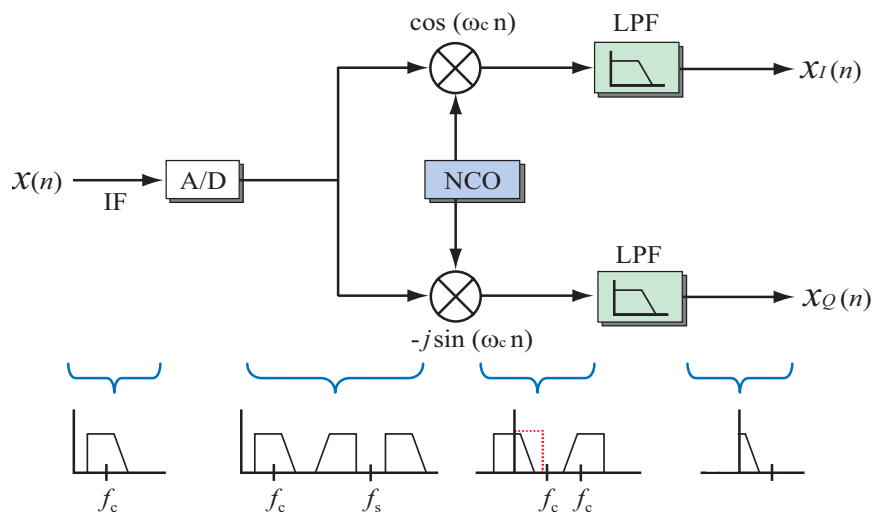 cos (ωc n)
LPF
xI(n)
x(n)
IF
A/D
NCO
LPF
xQ(n)
-j sin (ωc n)
fc
fc
fs
fc
fc